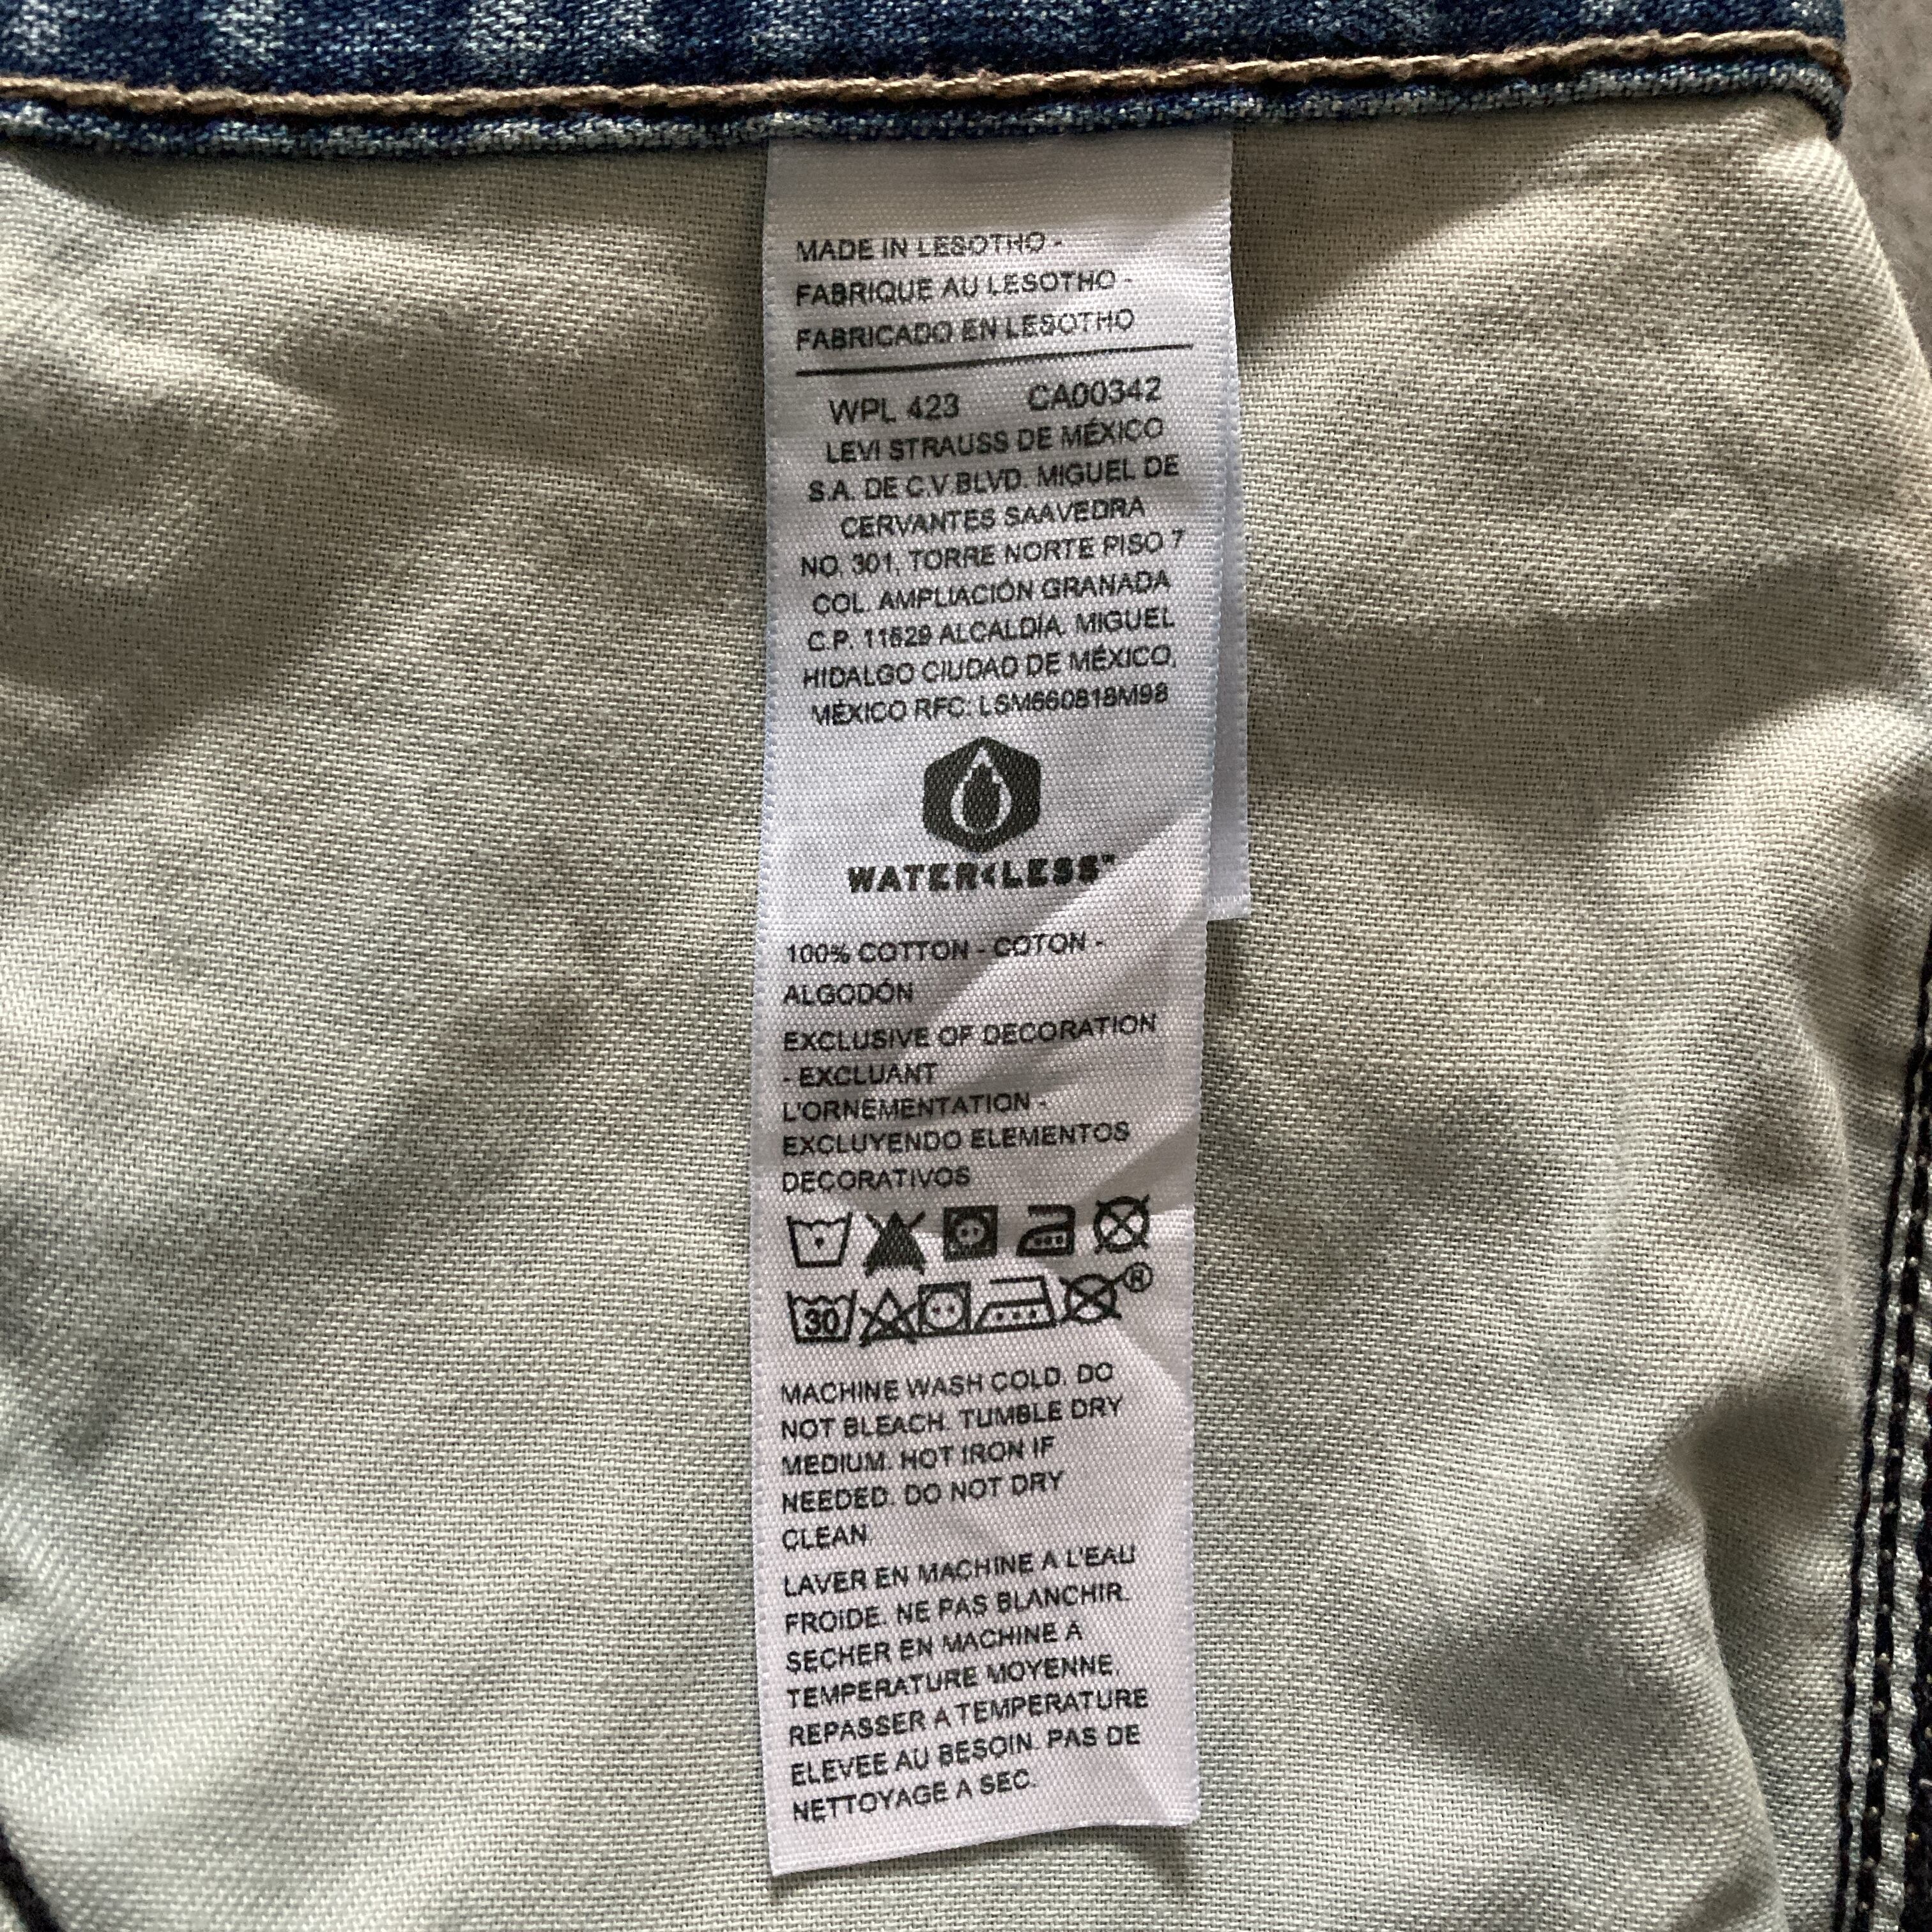 MADE IN LESOTHO -
FABRIQUE AU LESOTHO -
FABRICADO EN LESOTHO
WPL 423 CA00342
LEVI STRAUSS DE MÉXICO
S.A. DE C.V BLVD. MIGUEL DE
CERVANTES SAAVEDRA
NO. 301, TORRE NORTE PISO 7
COL. AMPLIACIÓN GRANADA
C.P. 11529 ALCALDÍA. MIGUEL
HIDALGO CIUDAD DE MÉXICO,
MÉXICO RFC: LSM660818M98
WATER<LESS™
100% COTTON - COTON -
ALGODÓN
EXCLUSIVE OF DECORATION
- EXCLUANT
L'ORNEMENTATION -
EXCLUYENDO ELEMENTOS
DECORATIVOS
30 ®
MACHINE WASH COLD. DO
NOT BLEACH. TUMBLE DRY
MEDIUM. HOT IRON IF
NEEDED. DO NOT DRY
CLEAN.
LAVER EN MACHINE A L'EAU
FROIDE. NE PAS BLANCHIR.
SECHER EN MACHINE A
TEMPERATURE MOYENNE.
REPASSER A TEMPERATURE
ELEVEE AU BESOIN. PAS DE
NETTOYAGE A SEC.